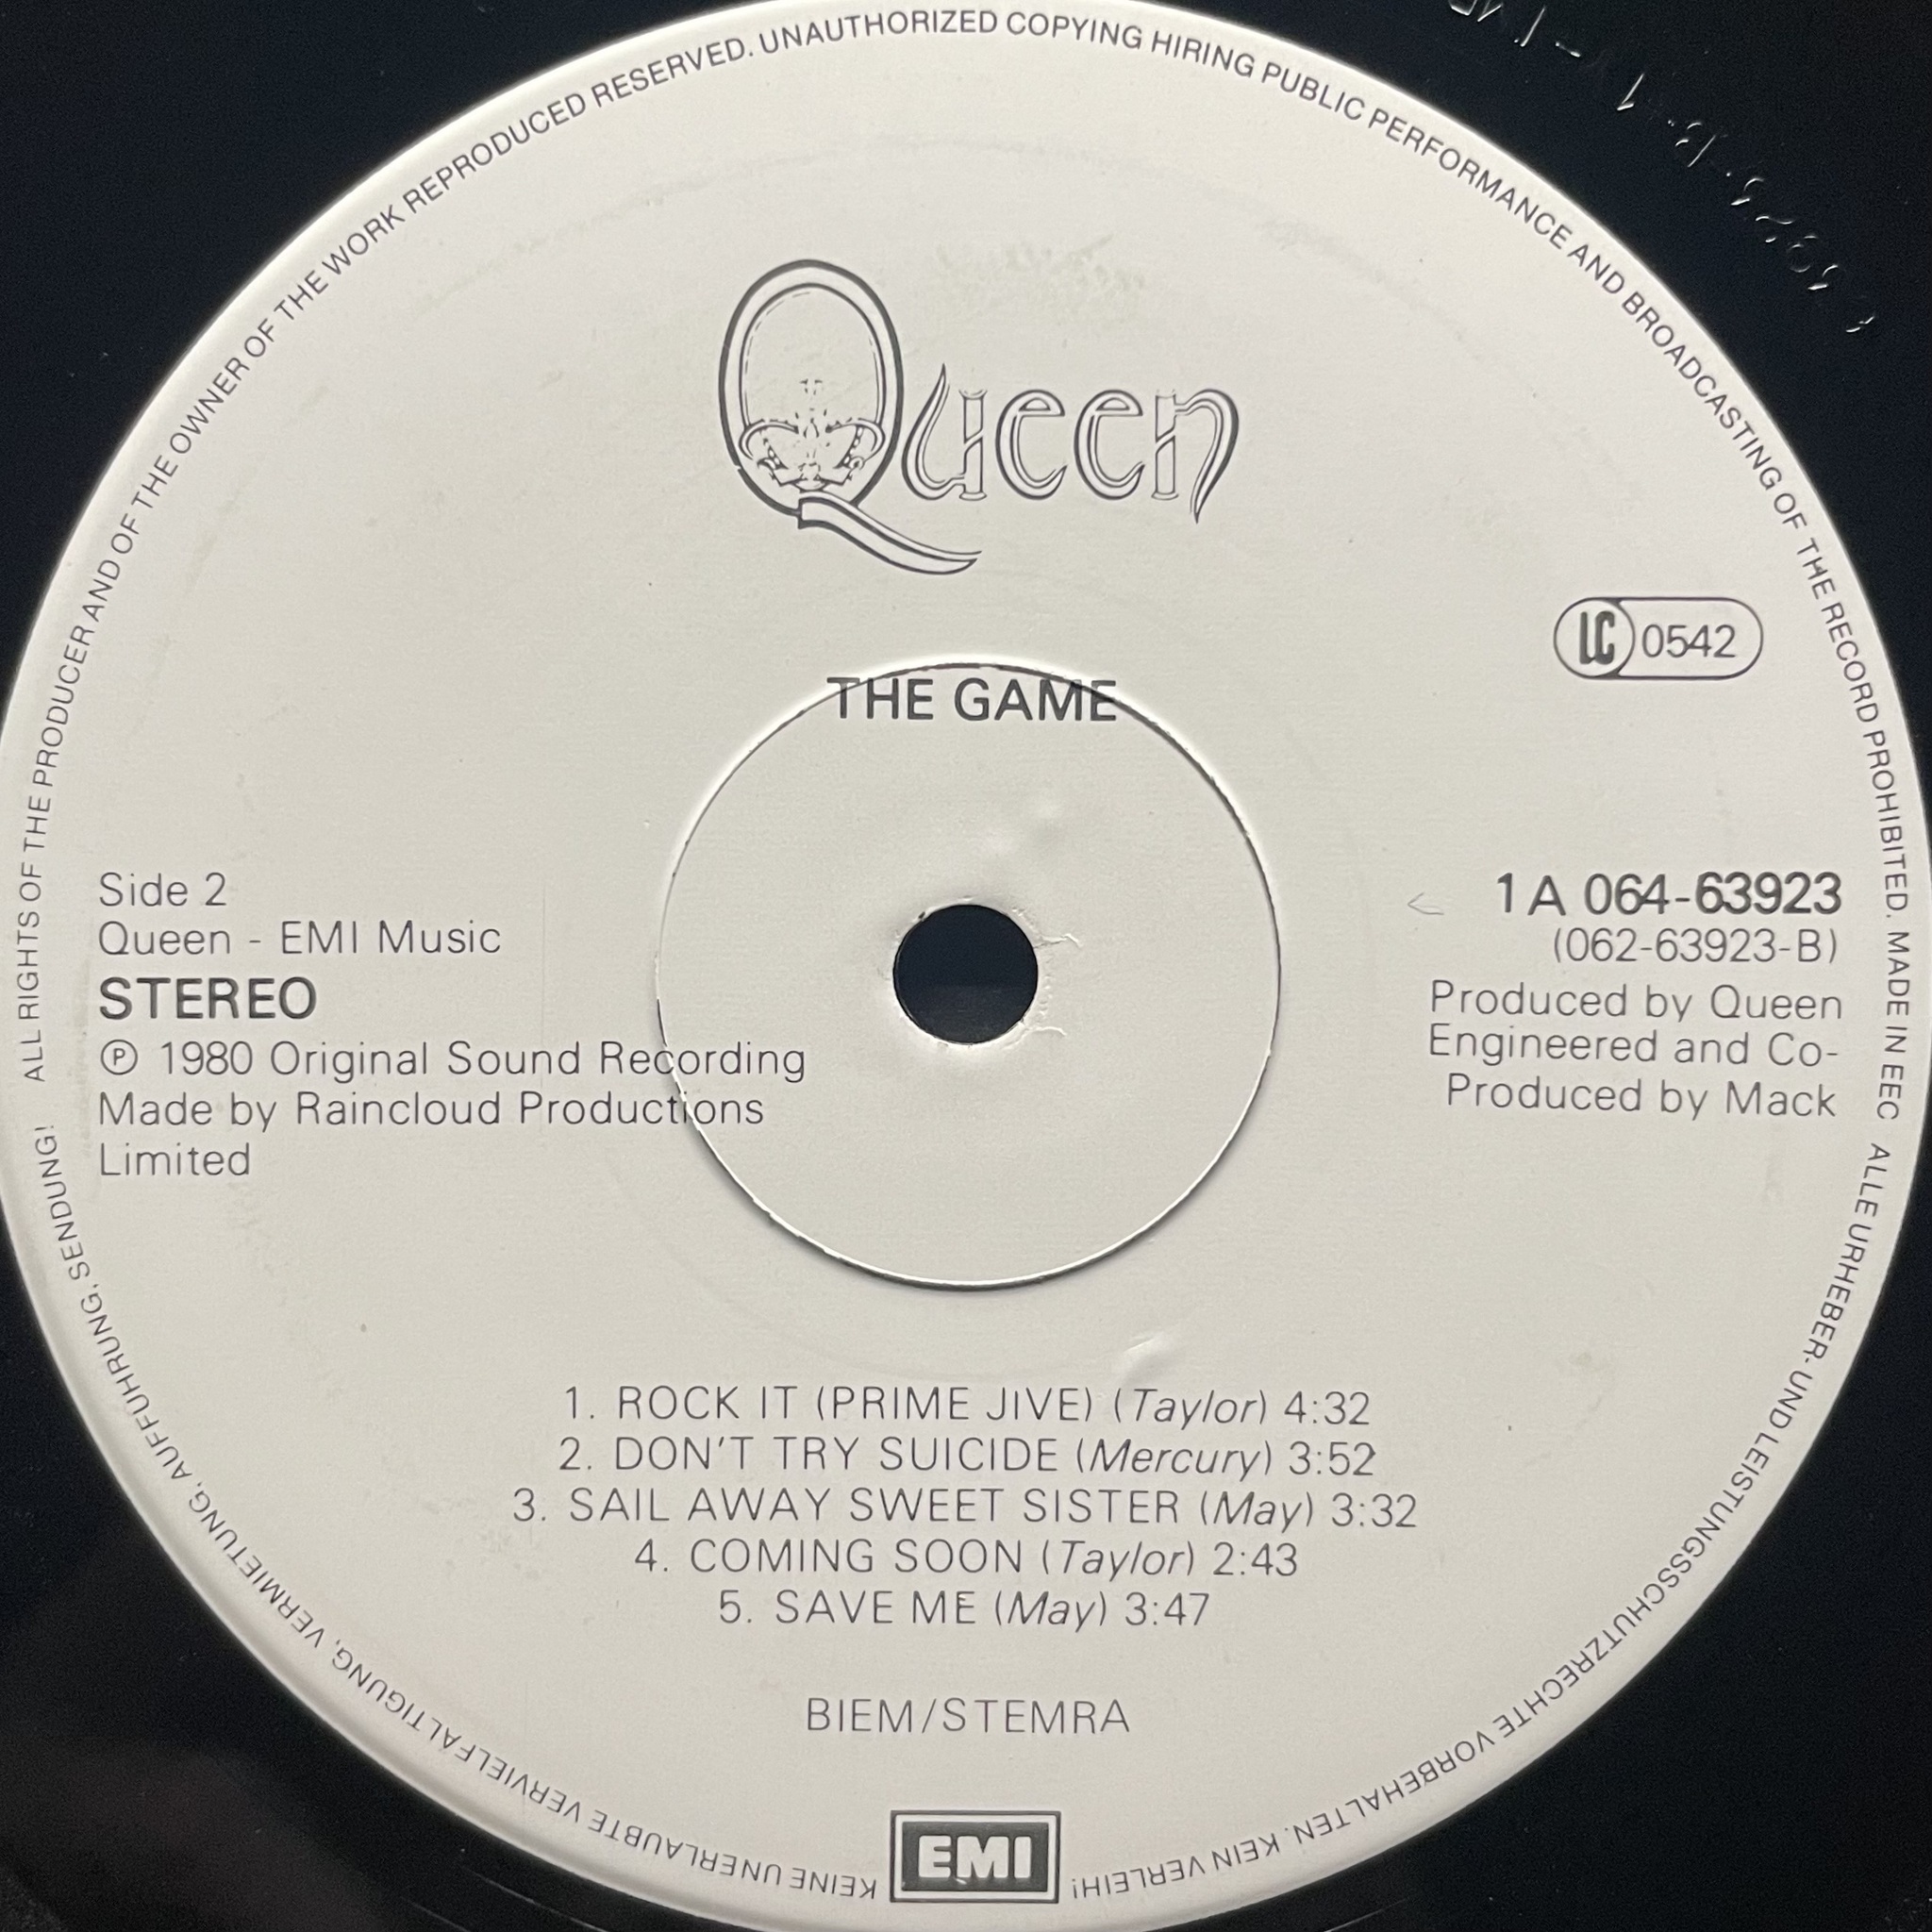 ALL RIGHTS OF THE PRODUCER AND OF THE OWNER OF THE WORK REPRODUCED RESERVED. UNAUTHORIZED COPYING HIRING PUBLIC PERFORMANCE AND BROADCASTING OF THE RECORD PROHIBITED. MADE IN EEC
Queen
LC 0542
THE GAME
Side 2
Queen - EMI Music
STEREO
℗ 1980 Original Sound Recording
Made by Raincloud Productions
Limited
1 A 064-63923
(062-63923-B)
Produced by Queen
Engineered and Co-
Produced by Mack
1. ROCK IT (PRIME JIVE) (Taylor) 4:32
2. DON'T TRY SUICIDE (Mercury) 3:52
3. SAIL AWAY SWEET SISTER (May) 3:32
4. COMING SOON (Taylor) 2:43
5. SAVE ME (May) 3:47
BIEM/STEMRA
EMI
ALLE URHEBER- UND LEISTUNGSSCHUTZRECHTE VORBEHALTEN. KEIN VERLEIH! KEINE UNERLAUBTE VERVIELFALTIGUNG, VERMIETUNG, AUFFUHRUNG, SENDUNG!